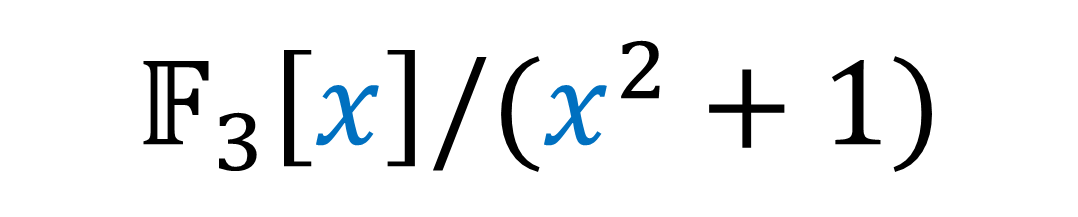 𝔽₃[x]/(x² + 1)